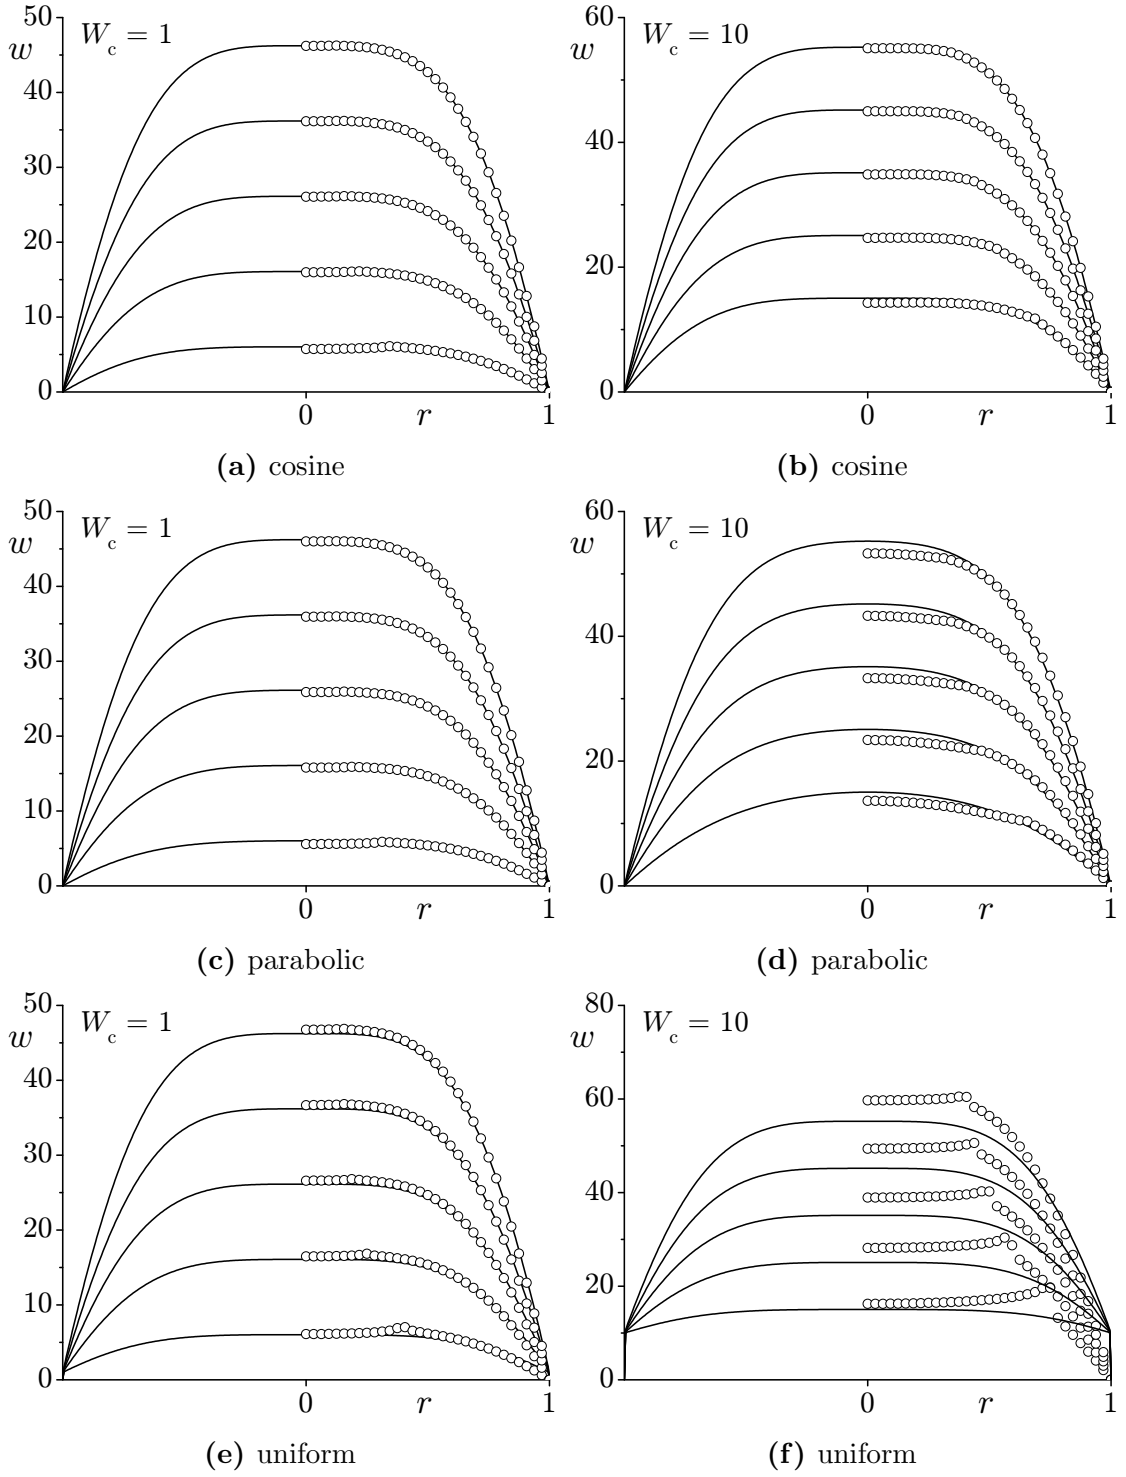 50
w
W_c = 1
40
30
20
10
0
0 r 1
(a) cosine
60
w
W_c = 10
40
20
0
0 r 1
(b) cosine
50
w
W_c = 1
40
30
20
10
0
0 r 1
(c) parabolic
60
w
W_c = 10
40
20
0
0 r 1
(d) parabolic
50
w
W_c = 1
40
30
20
10
0
0 r 1
(e) uniform
80
w
W_c = 10
60
40
20
0
0 r 1
(f) uniform